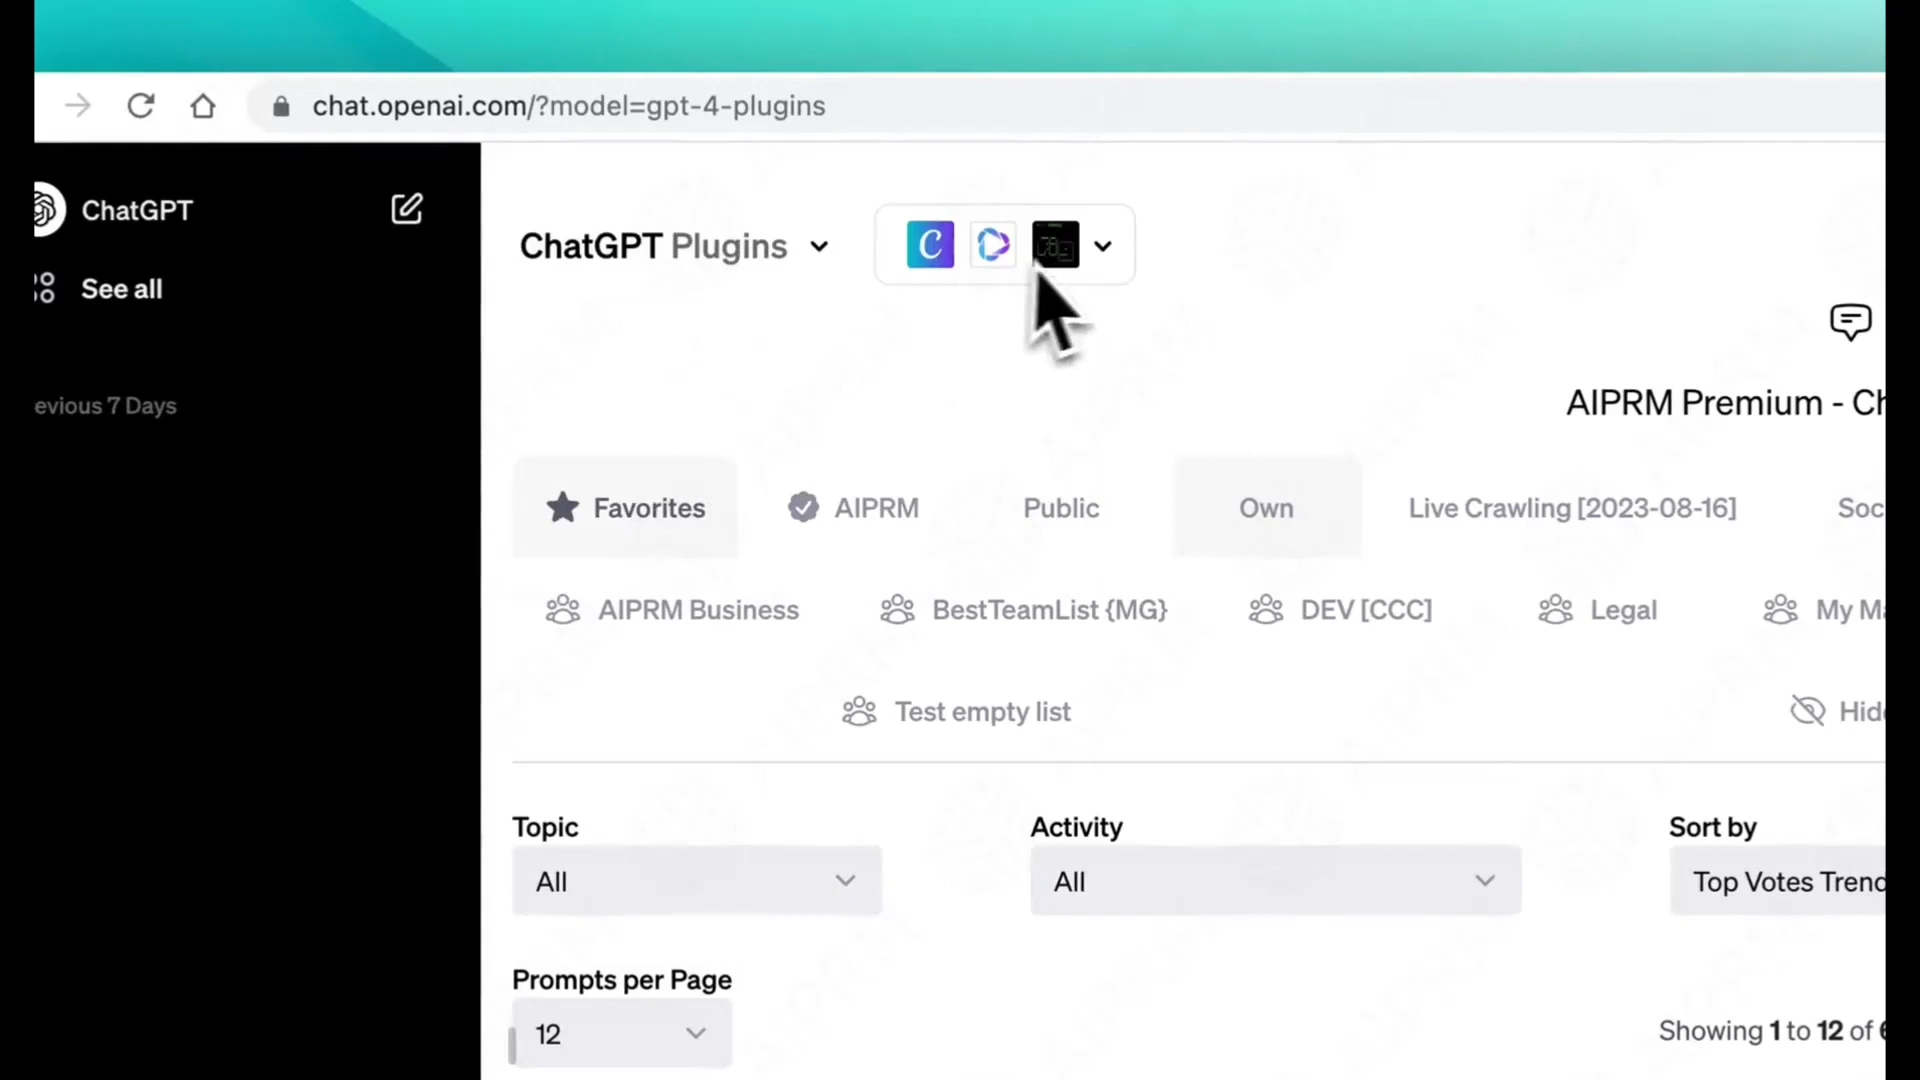 chat.openai.com/?model=gpt-4-plugins
ChatGPT
See all
evious 7 Days
ChatGPT Plugins
C
AIPRM Premium - Ch
Favorites
AIPRM
Public
Own
Live Crawling [2023-08-16]
Soc
AIPRM Business
BestTeamList {MG}
DEV [CCC]
Legal
My Ma
Test empty list
Hid
Topic
Activity
Sort by
All
All
Top Votes Trend
Prompts per Page
12
Showing 1 to 12 of